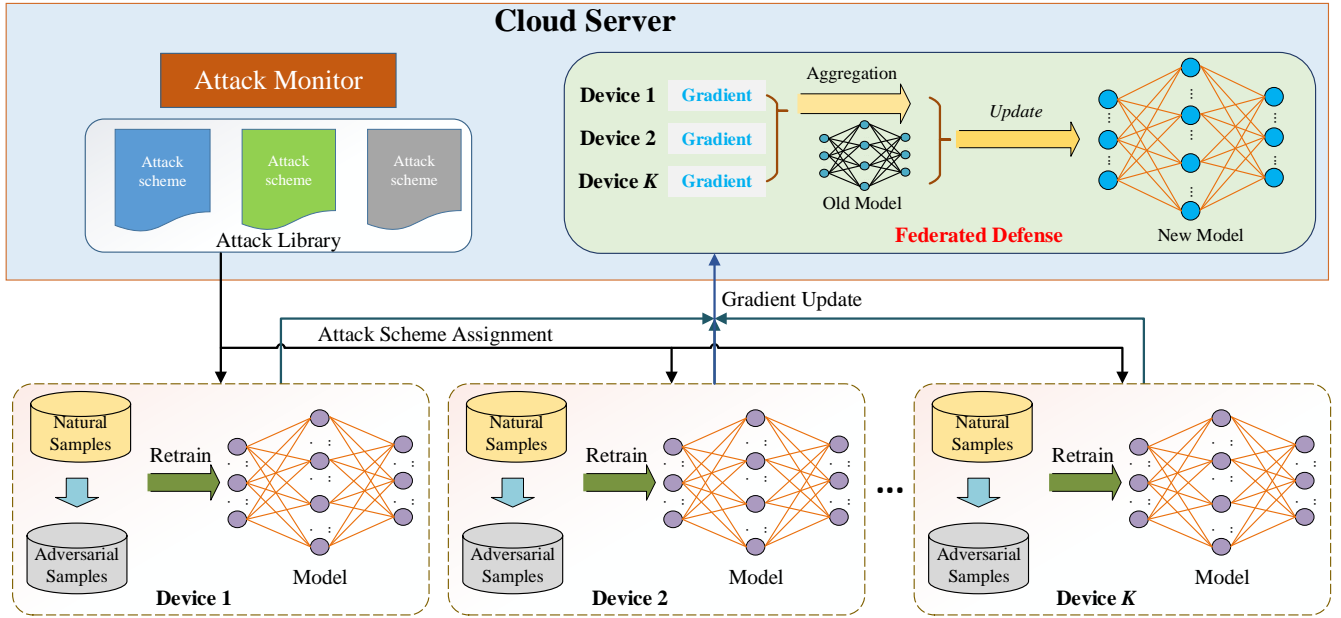 Cloud Server
Attack Monitor
Attack
scheme
Attack
scheme
Attack
scheme
Attack Library
Device 1
Gradient
Device 2
Gradient
Device K
Gradient
Aggregation
Old Model
Update
New Model
Federated Defense
Gradient Update
Attack Scheme Assignment
Natural
Samples
Retrain
Adversarial
Samples
Model
Device 1
Natural
Samples
Retrain
Adversarial
Samples
Model
Device 2
...
Natural
Samples
Retrain
Adversarial
Samples
Model
Device K